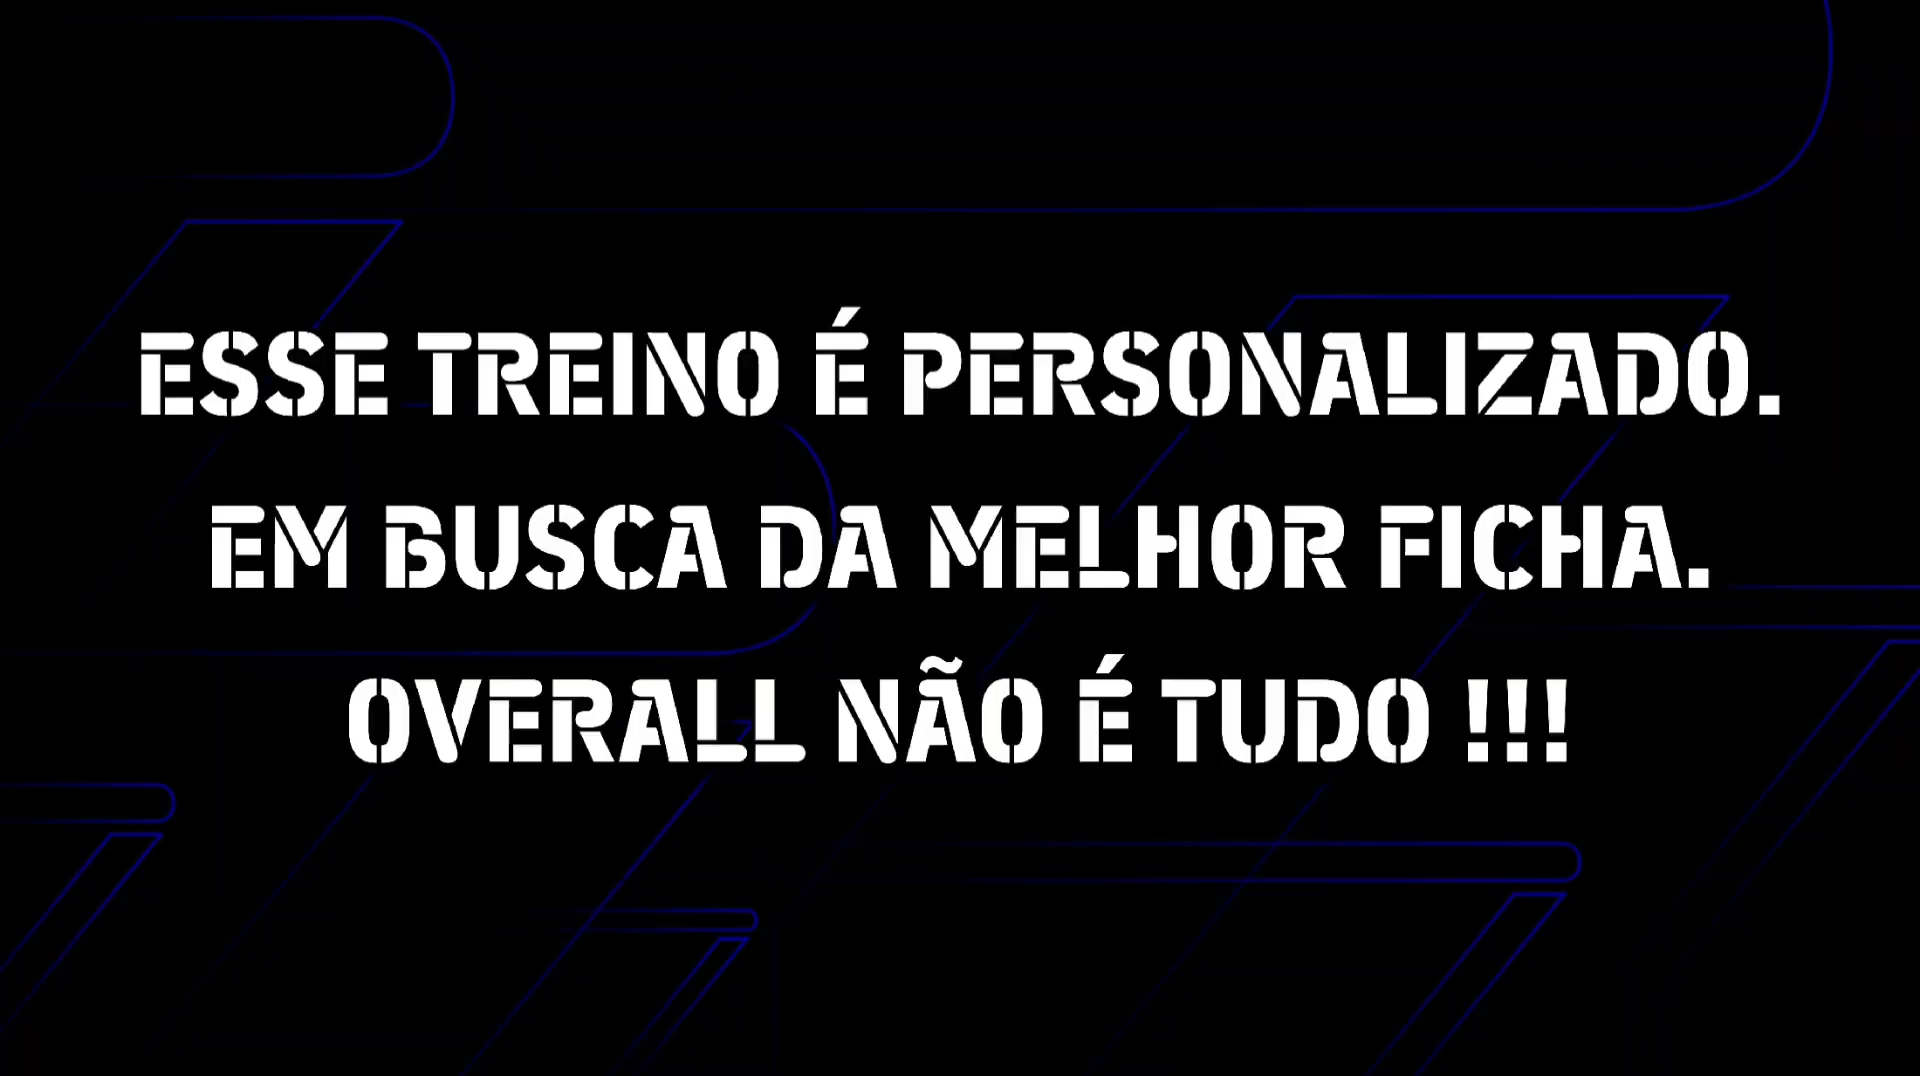 ESSE TREINO É PERSONALIZADO.
EM BUSCA DA MELHOR FICHA.
OVERALL NÃO É TUDO !!!